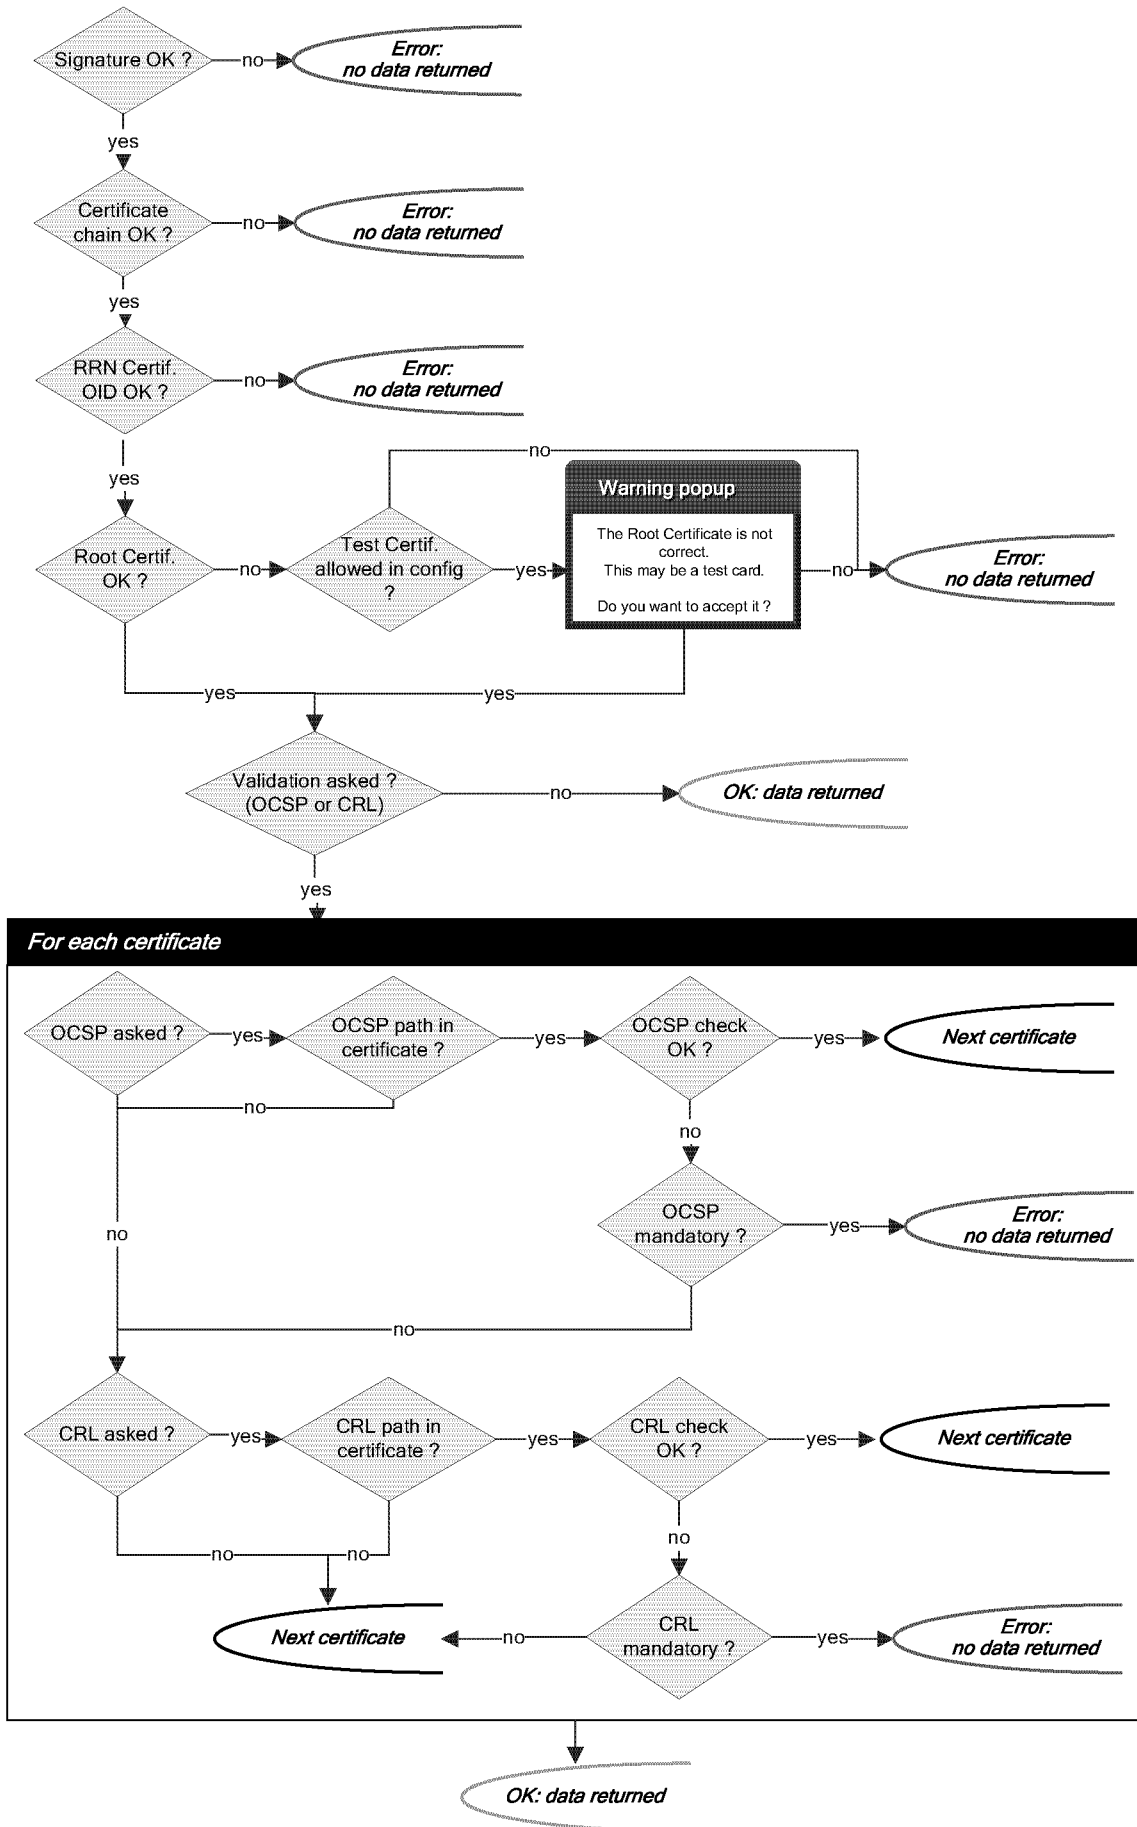 Signature OK ?
no
Error:
no data returned
yes
Certificate
chain OK ?
no
Error:
no data returned
yes
RRN Certif.
OID OK ?
no
Error:
no data returned
yes
no
Warning popup
Root Certif.
OK ?
no
Test Certif.
allowed in config
?
yes
The Root Certificate is not
correct.
This may be a test card.
Do you want to accept it ?
no
Error:
no data returned
yes
yes
Validation asked ?
(OCSP or CRL)
no
OK: data returned
yes
For each certificate
OCSP asked ?
yes
OCSP path in
certificate ?
yes
OCSP check
OK ?
yes
Next certificate
no
no
no
OCSP
mandatory ?
yes
Error:
no data returned
no
CRL asked ?
yes
CRL path in
certificate ?
yes
CRL check
OK ?
yes
Next certificate
no
no
no
Next certificate
no
CRL
mandatory ?
yes
Error:
no data returned
OK: data returned